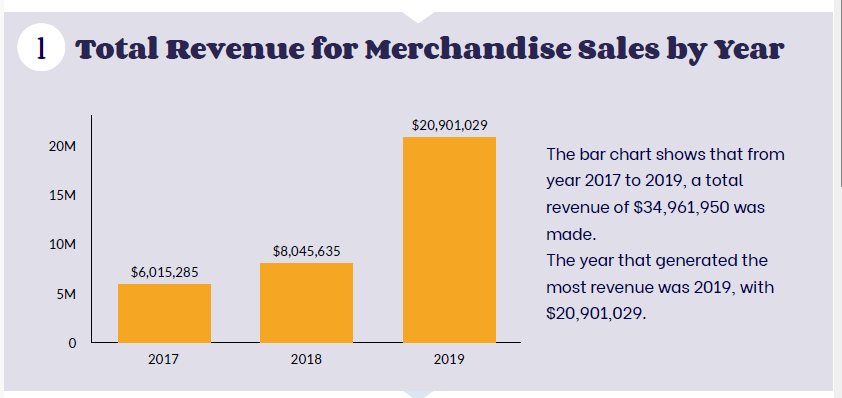 1 Total Revenue for Merchandise Sales by Year
$20,901,029
20M
15M
10M
$8,045,635
$6,015,285
5M
0
2017 2018 2019
The bar chart shows that from
year 2017 to 2019, a total
revenue of $34,961,950 was
made.
The year that generated the
most revenue was 2019, with
$20,901,029.